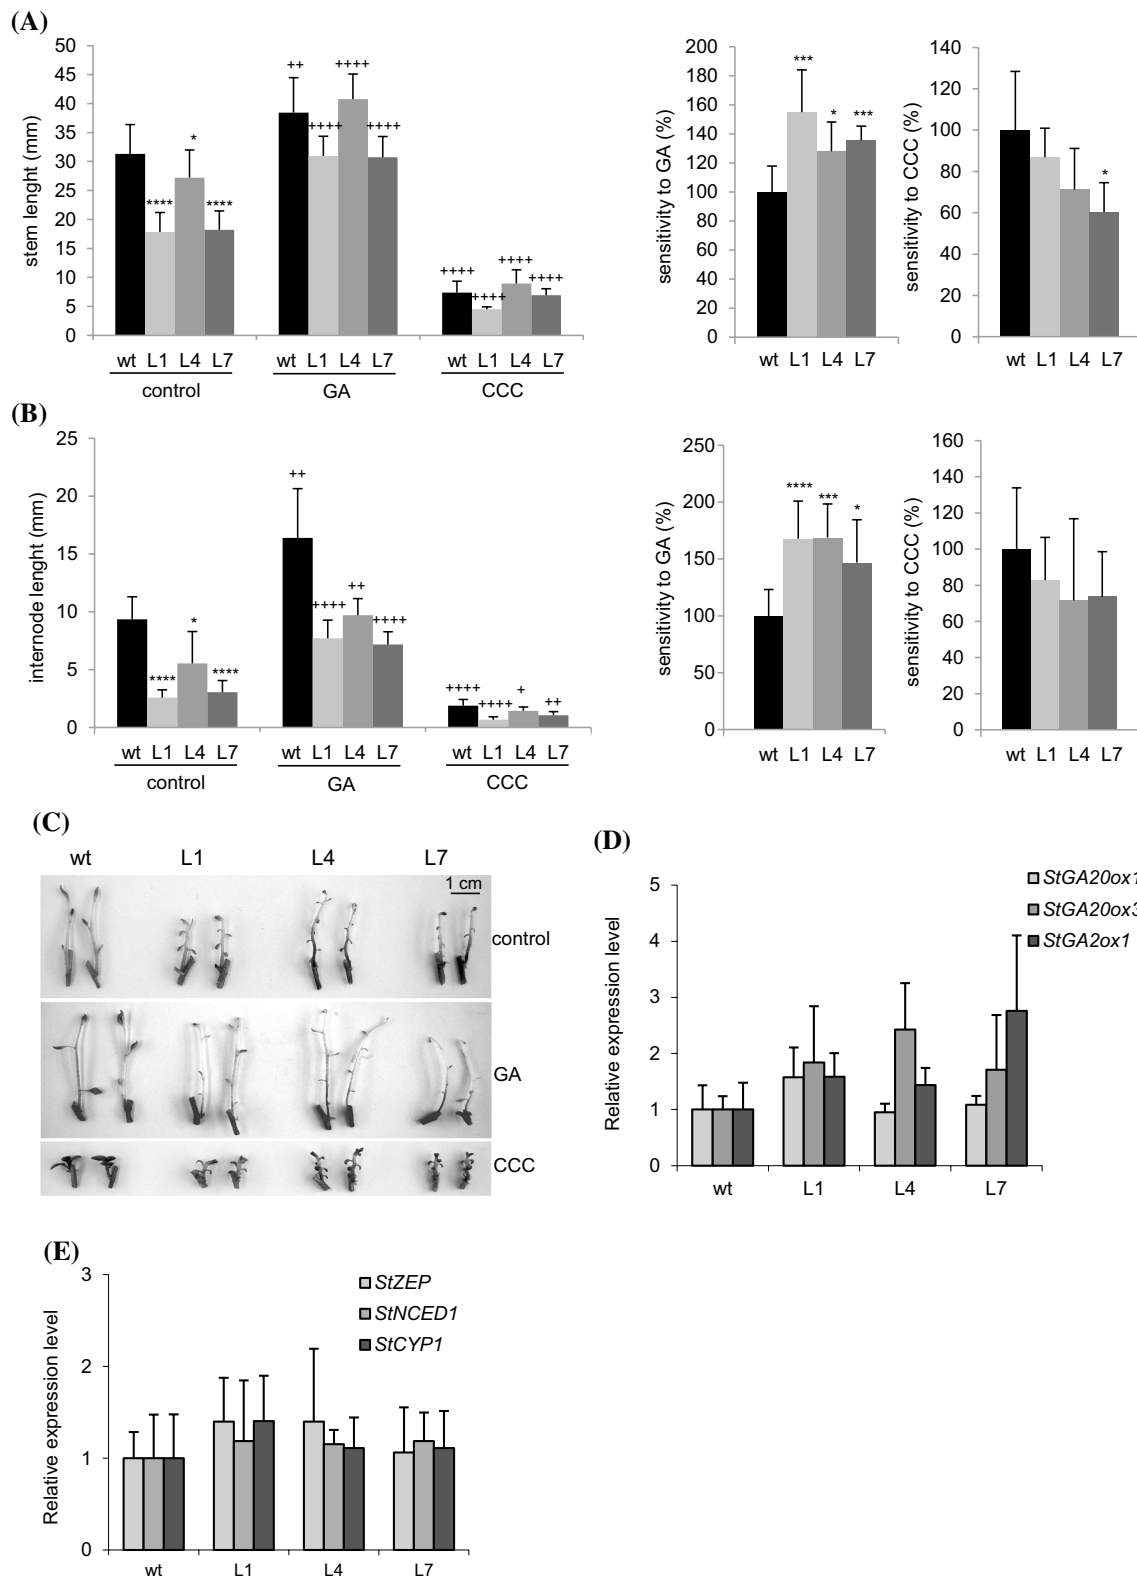 (A)
stem lenght (mm)
50
45
40
35
30
25
20
15
10
5
0
* **** ****
++ ++++ ++++ ++++
++++ ++++ ++++ ++++
wt L1 L4 L7 wt L1 L4 L7 wt L1 L4 L7
control GA CCC
sensitivity to GA (%)
200
180
160
140
120
100
80
60
40
20
0
*** * ***
wt L1 L4 L7
sensitivity to CCC (%)
140
120
100
80
60
40
20
0
*
wt L1 L4 L7
(B)
internode lenght (mm)
25
20
15
10
5
0
**** * ****
++ ++++ ++ ++++
++++ ++++ + ++
wt L1 L4 L7 wt L1 L4 L7 wt L1 L4 L7
control GA CCC
sensitivity to GA (%)
250
200
150
100
50
0
**** *** *
wt L1 L4 L7
sensitivity to CCC (%)
160
140
120
100
80
60
40
20
0
wt L1 L4 L7
(C)
wt L1 L4 L7
1 cm
control
GA
CCC
(D)
Relative expression level
5
4
3
2
1
0
StGA20ox1
StGA20ox3
StGA2ox1
wt L1 L4 L7
(E)
Relative expression level
3
2
1
0
StZEP
StNCED1
StCYP1
wt L1 L4 L7